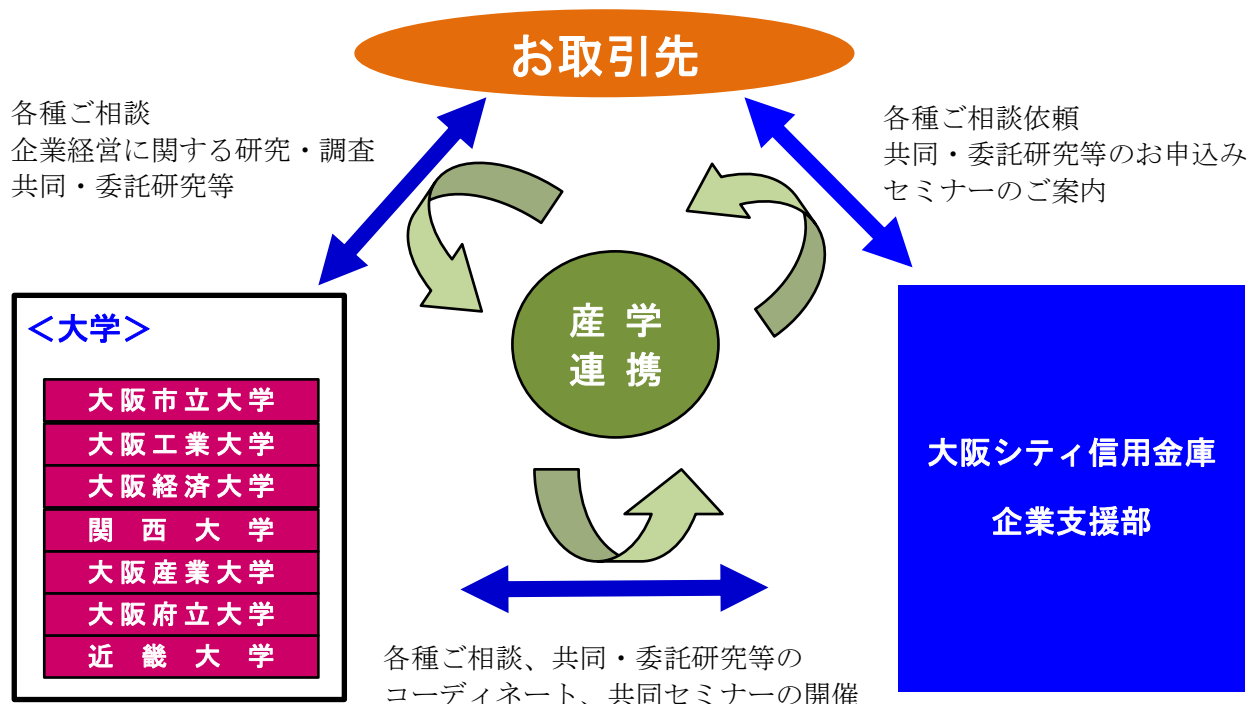 お取引先
各種ご相談
企業経営に関する研究・調査
共同・委託研究等
各種ご相談依頼
共同・委託研究等のお申込み
セミナーのご案内
産学
連携
＜大学＞
大阪市立大学
大阪工業大学
大阪経済大学
関西大学
大阪産業大学
大阪府立大学
近畿大学
大阪シティ信用金庫
企業支援部
各種ご相談、共同・委託研究等の
コーディネート、共同セミナーの開催